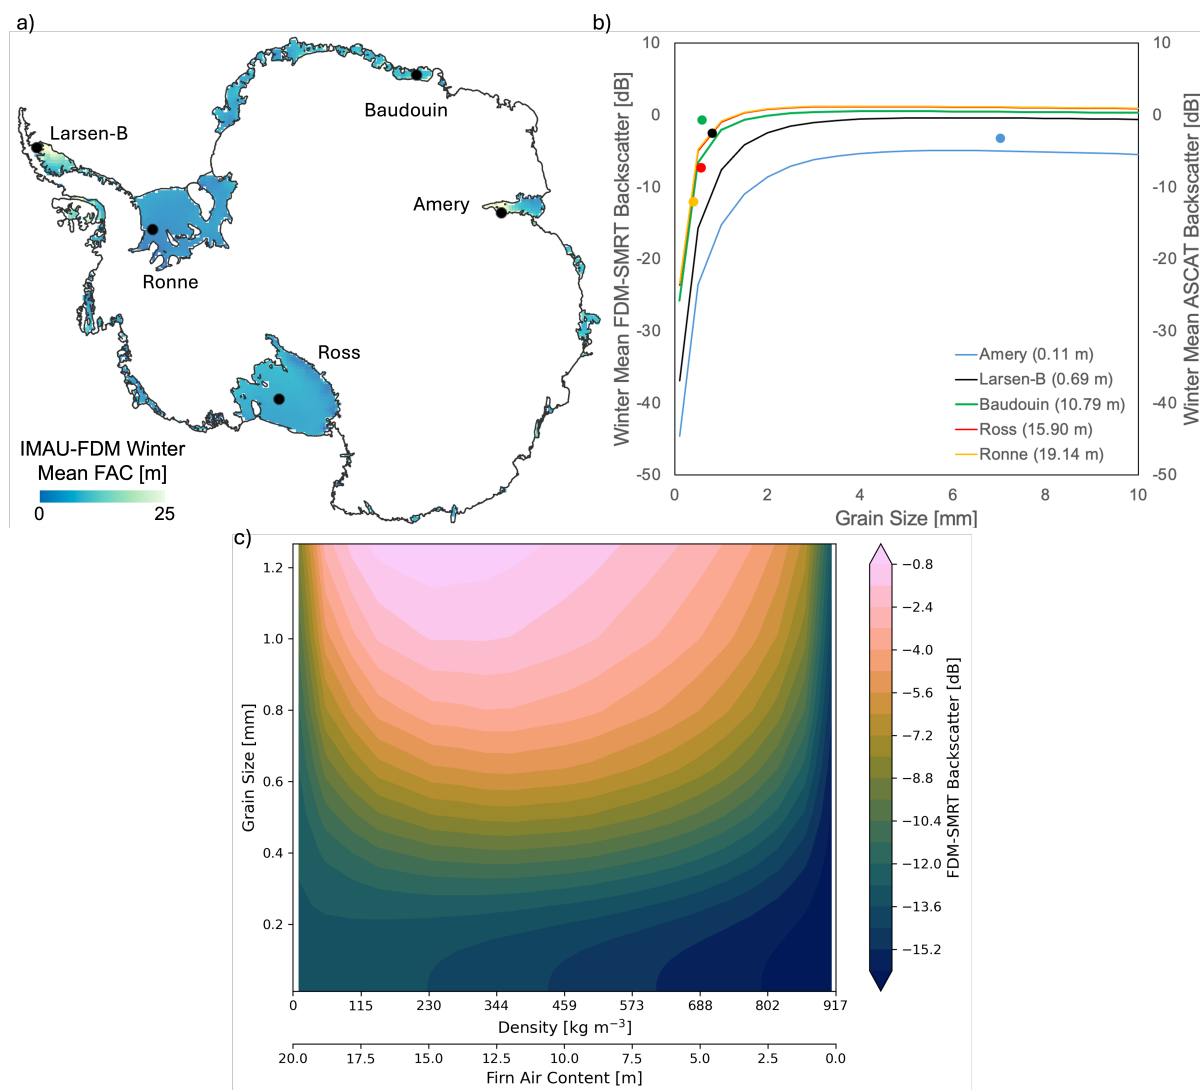 a)
Larsen-B
Baudouin
Amery
Ronne
Ross
IMAU-FDM Winter
Mean FAC [m]
0 25
b)
Winter Mean FDM-SMRT Backscatter [dB]
10
0
-10
-20
-30
-40
-50
0 2 4 6 8 10
Grain Size [mm]
10
0
-10
-20
-30
-40
-50
Winter Mean ASCAT Backscatter [dB]
Amery (0.11 m)
Larsen-B (0.69 m)
Baudouin (10.79 m)
Ross (15.90 m)
Ronne (19.14 m)
c)
Grain Size [mm]
1.2
1.0
0.8
0.6
0.4
0.2
0 115 230 344 459 573 688 802 917
Density [kg m⁻³]
20.0 17.5 15.0 12.5 10.0 7.5 5.0 2.5 0.0
Firn Air Content [m]
−0.8
−2.4
−4.0
−5.6
−7.2
−8.8
−10.4
−12.0
−13.6
−15.2
FDM-SMRT Backscatter [dB]